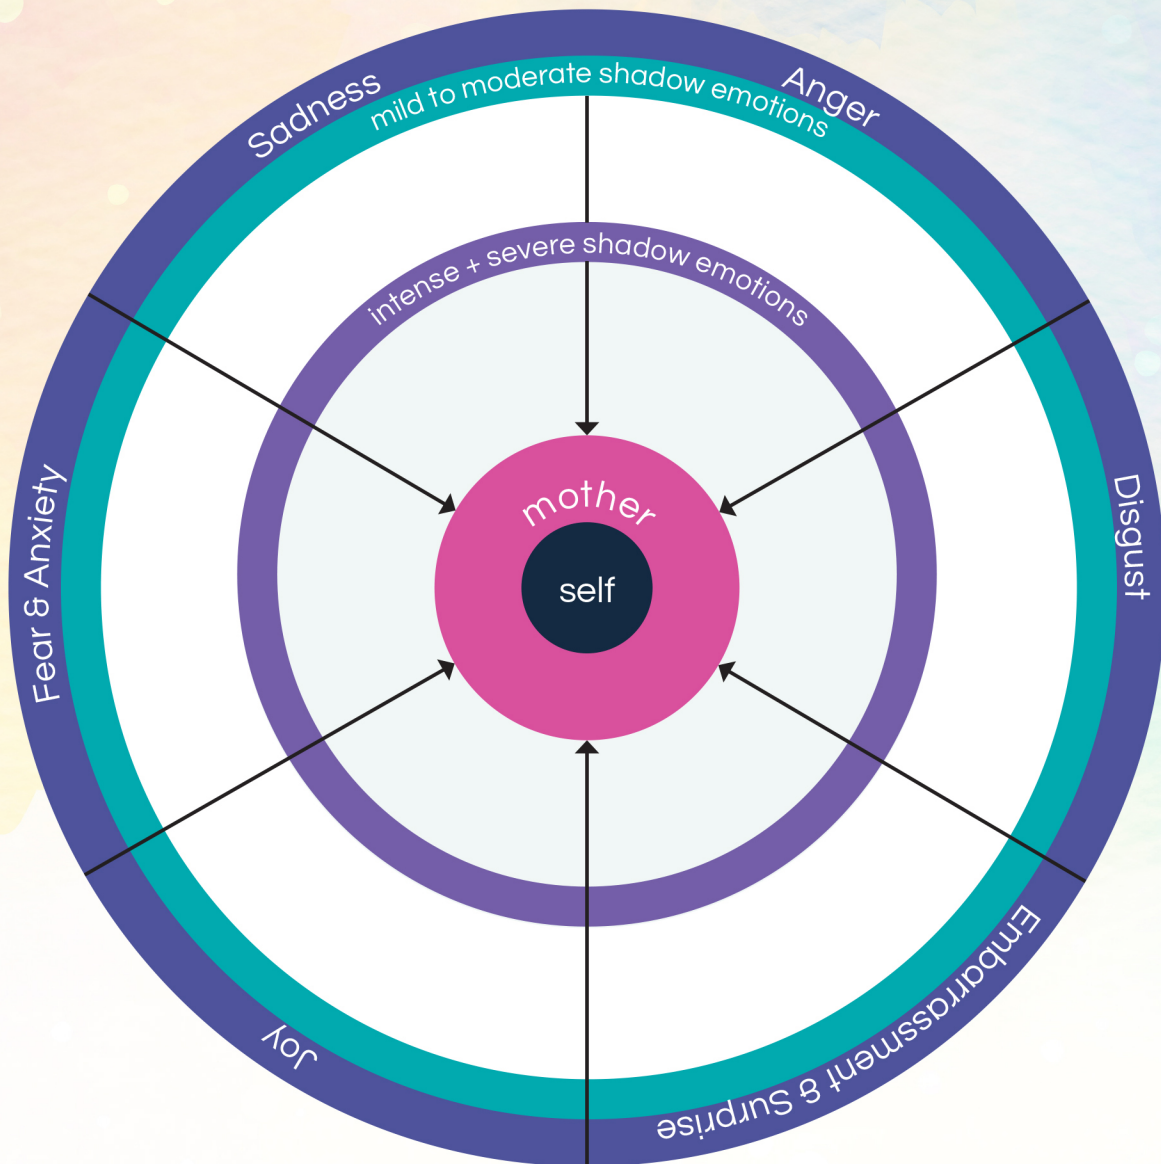 Sadness
Anger
mild to moderate shadow emotions
intense + severe shadow emotions
Fear & Anxiety
mother
self
Disgust
Joy
Embarrassment & Surprise